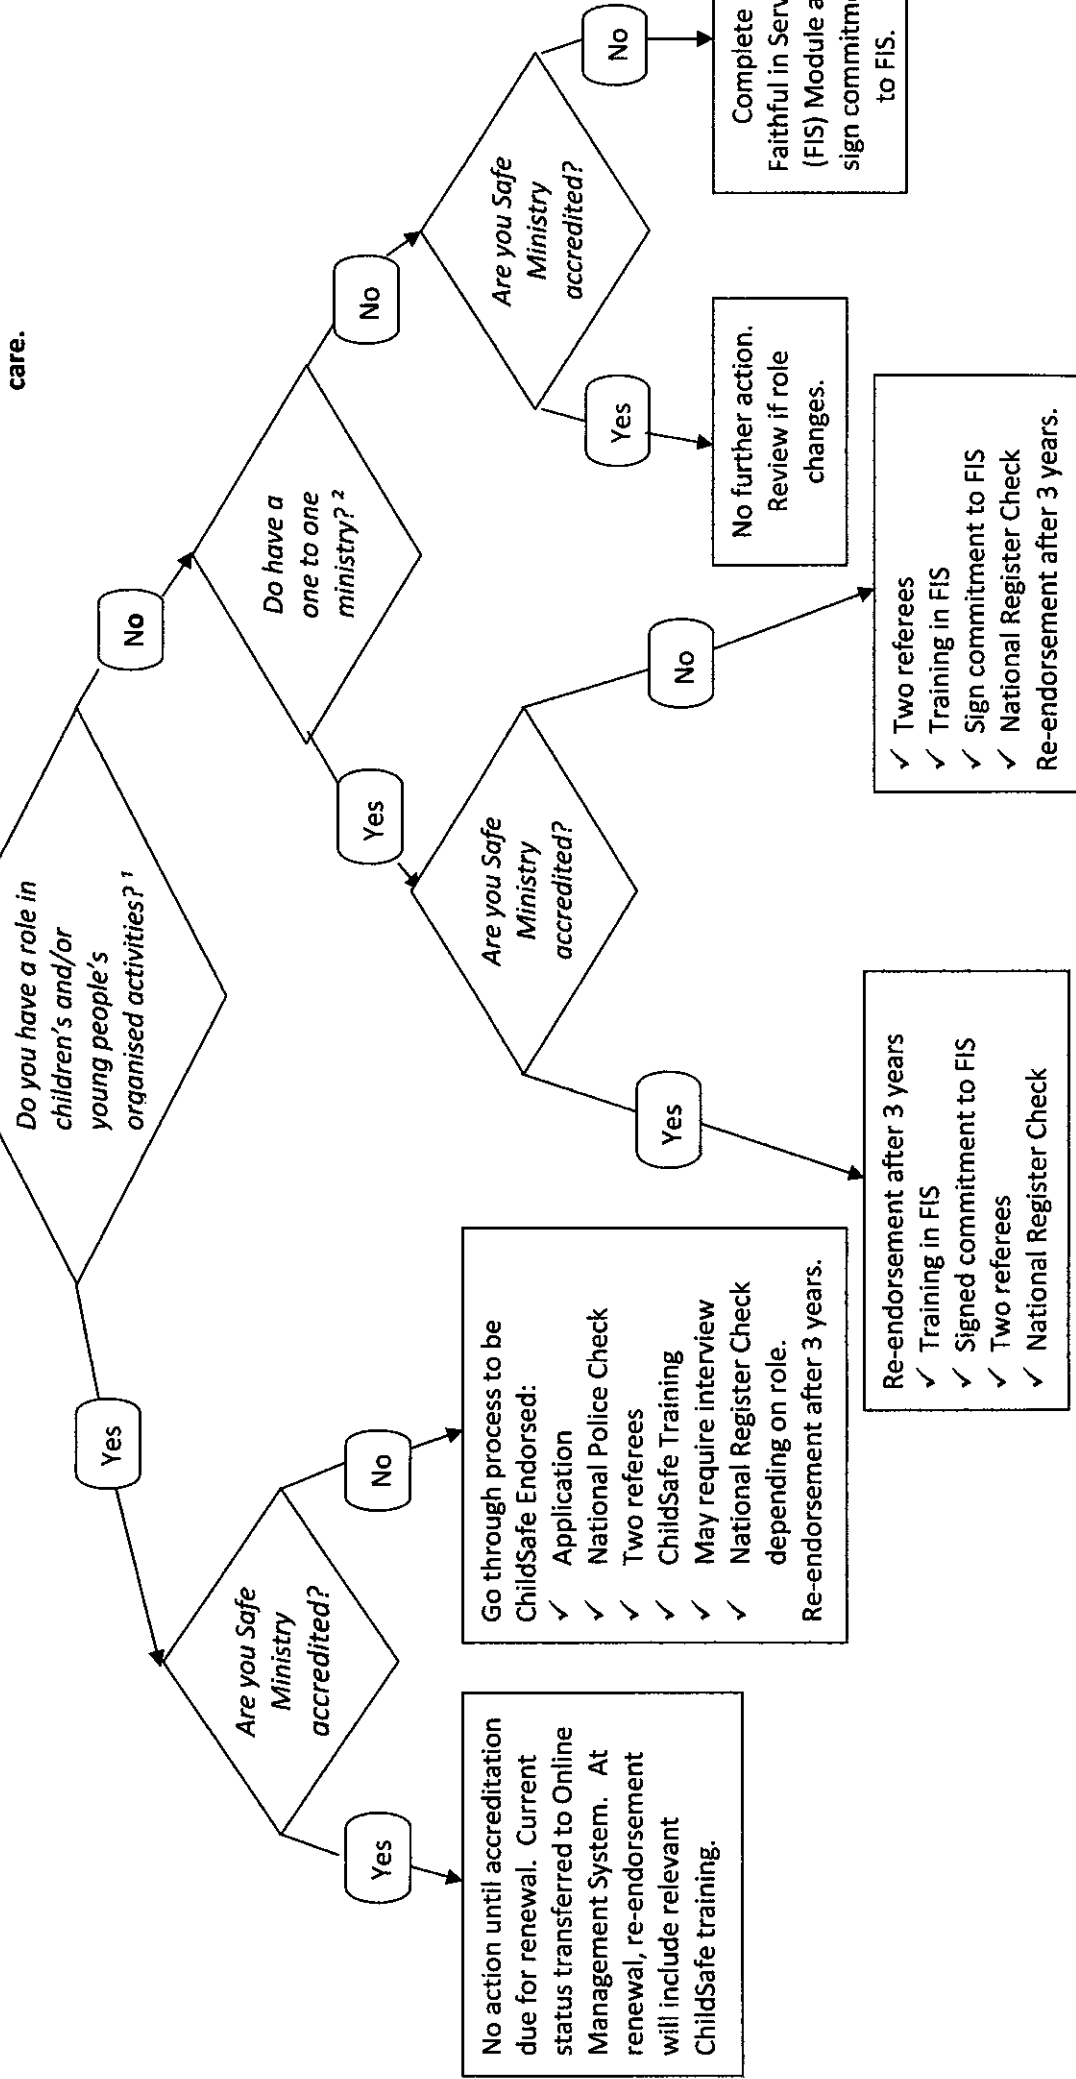 care.
Do you have a role in
children's and/or
young people's
organised activities? ¹
Yes
No
Are you Safe
Ministry
accredited?
Yes
No
No action until accreditation
due for renewal. Current
status transferred to Online
Management System. At
renewal, re-endorsement
will include relevant
ChildSafe training.
Go through process to be
ChildSafe Endorsed:
✓ Application
✓ National Police Check
✓ Two referees
✓ ChildSafe Training
✓ May require interview
✓ National Register Check
depending on role.
Re-endorsement after 3 years.
Do have a
one to one
ministry? ²
Yes
No
Are you Safe
Ministry
accredited?
Yes
No
Re-endorsement after 3 years
✓ Training in FIS
✓ Signed commitment to FIS
✓ Two referees
✓ National Register Check
✓ Two referees
✓ Training in FIS
✓ Sign commitment to FIS
✓ National Register Check
Re-endorsement after 3 years.
Are you Safe
Ministry
accredited?
Yes
No
No further action.
Review if role
changes.
Complete
Faithful in Serv
(FIS) Module a
sign commitme
to FIS.